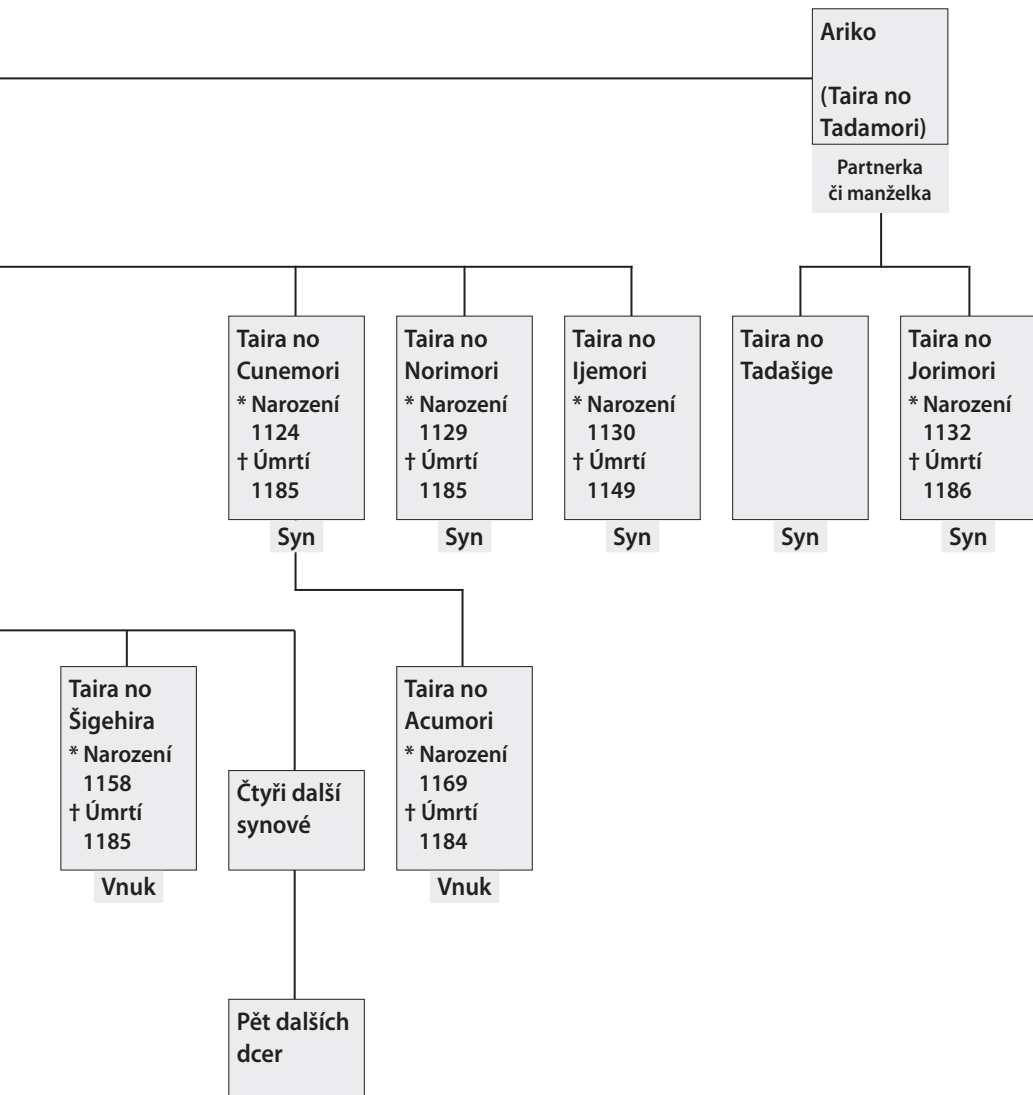 Ariko
(Taira no
Tadamori)
Partnerka
či manželka
Taira no
Cunemori
* Narození
1124
† Úmrtí
1185
Syn
Taira no
Norimori
* Narození
1129
† Úmrtí
1185
Syn
Taira no
Ijemori
* Narození
1130
† Úmrtí
1149
Syn
Taira no
Tadašige
Syn
Taira no
Jorimori
* Narození
1132
† Úmrtí
1186
Syn
Taira no
Šigehira
* Narození
1158
† Úmrtí
1185
Vnuk
Čtyři další
synové
Taira no
Acumori
* Narození
1169
† Úmrtí
1184
Vnuk
Pět dalších
dcer